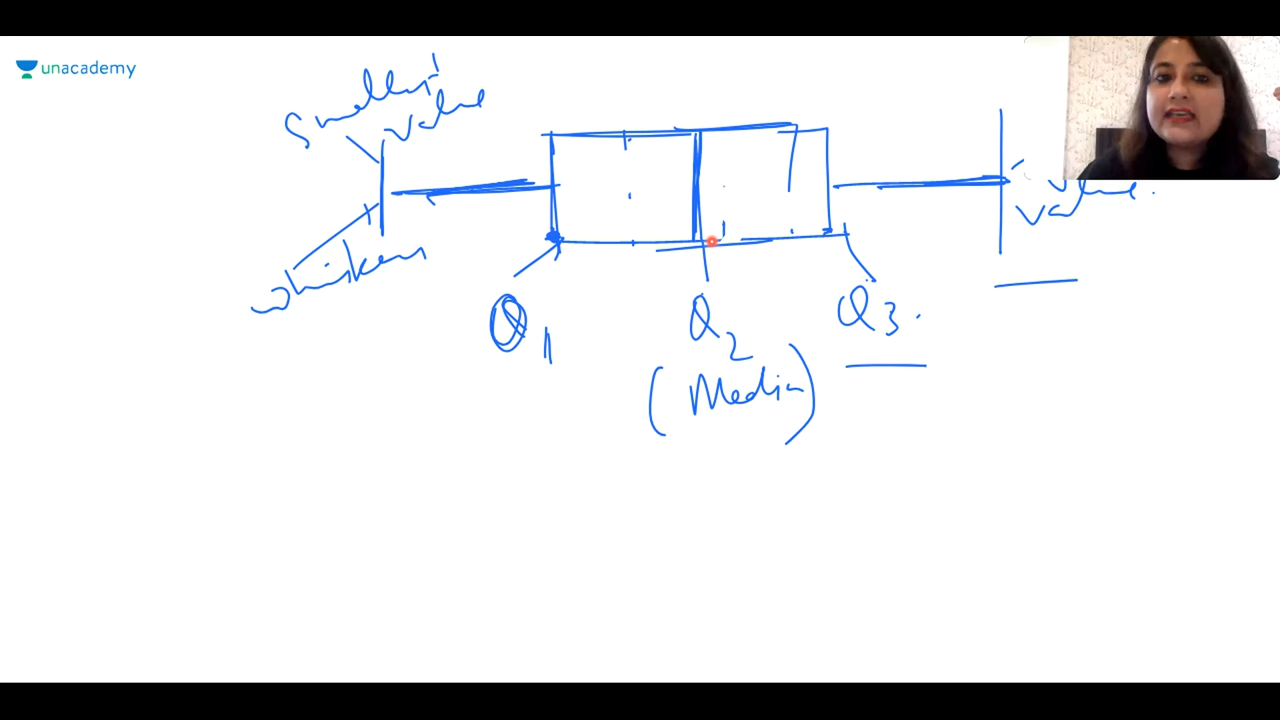 unacademy
Smallest
value
value.
whiskers
Q1
Q2
Q3.
(Median)